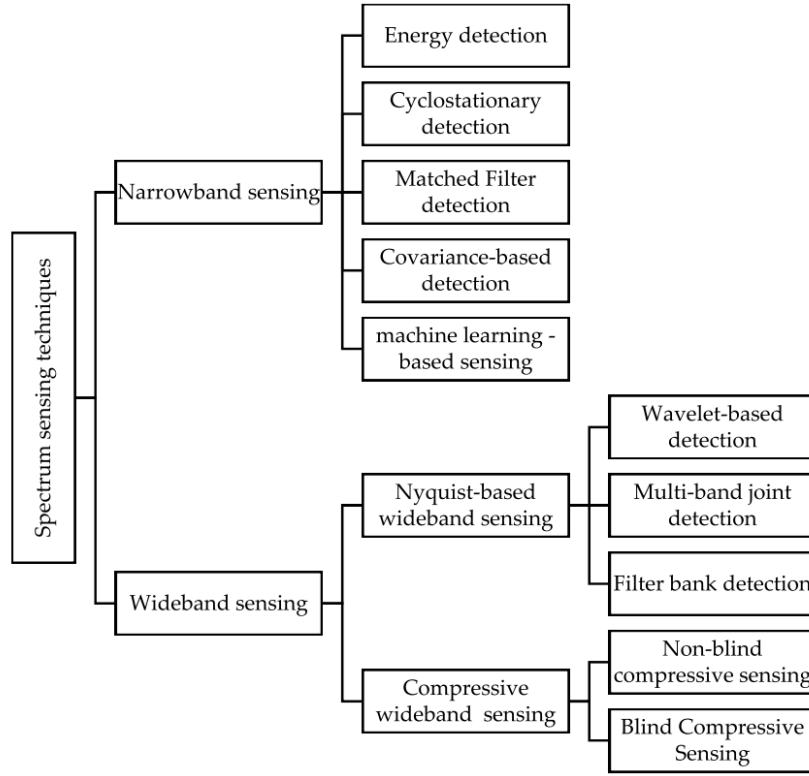 Spectrum sensing techniques
Narrowband sensing
Energy detection
Cyclostationary
detection
Matched Filter
detection
Covariance-based
detection
machine learning -
based sensing
Wideband sensing
Nyquist-based
wideband sensing
Wavelet-based
detection
Multi-band joint
detection
Filter bank detection
Compressive
wideband  sensing
Non-blind
compressive sensing
Blind Compressive
Sensing